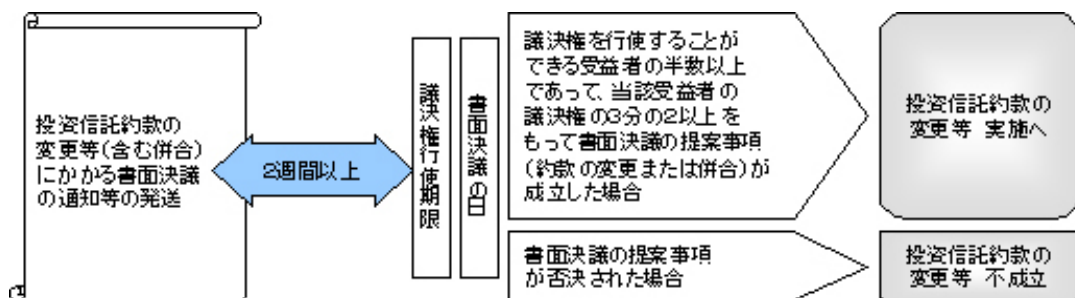 投資信託約款の
変更等(含む併合)
にかかる書面決議
の通知等の発送
2週間以上
議決権行使期限
書面決議の日
議決権を行使することが
できる受益者の半数以上
であって、当該受益者の
議決権の3分の2以上を
もって書面決議の提案事項
(約款の変更または併合)が
成立した場合
投資信託約款の
変更等 実施へ
書面決議の提案事項
が否決された場合
投資信託約款の
変更等 不成立